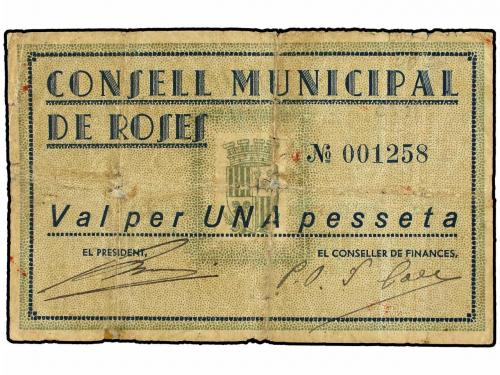 CONSELL MUNICIPAL
DE ROSES
№ 001258
Val per UNA pesseta
EL PRESIDENT,
EL CONSELLER DE FINANCES,
P. O.